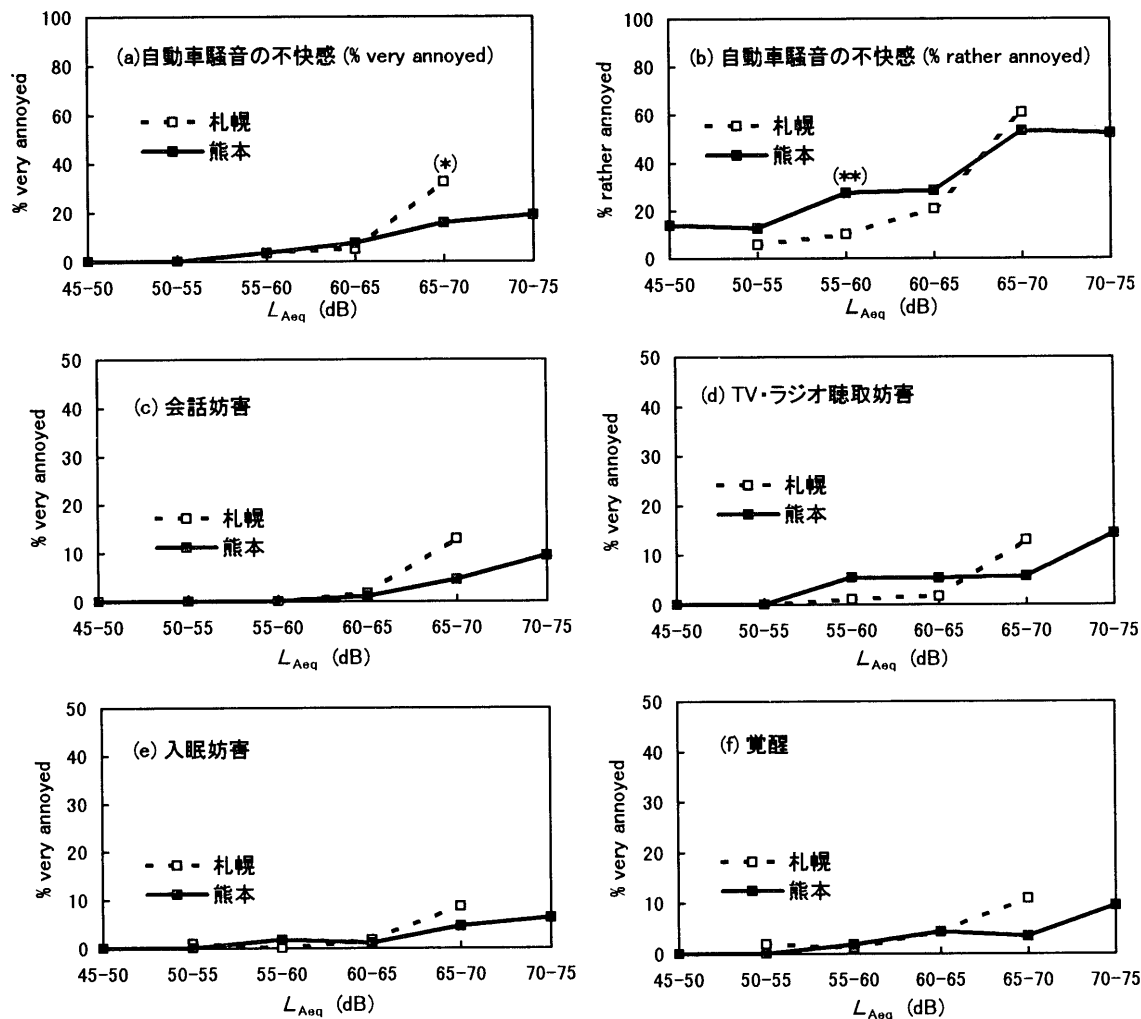 (a)自動車騒音の不快感 (% very annoyed)
% very annoyed
100
80
60
40
20
0
札幌
熊本
(*)
45-50 50-55 55-60 60-65 65-70 70-75
LAeq (dB)
(b) 自動車騒音の不快感 (% rather annoyed)
% rather annoyed
100
80
60
40
20
0
札幌
熊本
(**)
45-50 50-55 55-60 60-65 65-70 70-75
LAeq (dB)
(c) 会話妨害
% very annoyed
50
40
30
20
10
0
札幌
熊本
45-50 50-55 55-60 60-65 65-70 70-75
LAeq (dB)
(d) TV・ラジオ聴取妨害
% very annoyed
50
40
30
20
10
0
札幌
熊本
45-50 50-55 55-60 60-65 65-70 70-75
LAeq (dB)
(e) 入眠妨害
% very annoyed
50
40
30
20
10
0
札幌
熊本
45-50 50-55 55-60 60-65 65-70 70-75
LAeq (dB)
(f) 覚醒
% very annoyed
50
40
30
20
10
0
札幌
熊本
45-50 50-55 55-60 60-65 65-70 70-75
LAeq (dB)